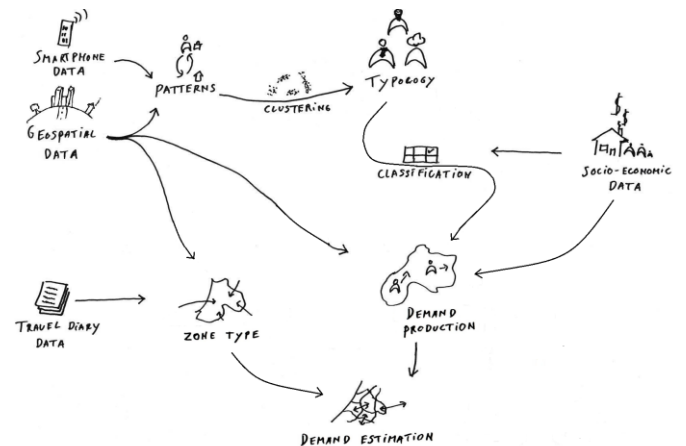 SMARTPHONE
DATA
GEOSPATIAL
DATA
PATTERNS
CLUSTERING
TYPOLOGY
CLASSIFICATION
SOCIO-ECONOMIC
DATA
TRAVEL DIARY
DATA
ZONE TYPE
DEMAND
PRODUCTION
DEMAND ESTIMATION